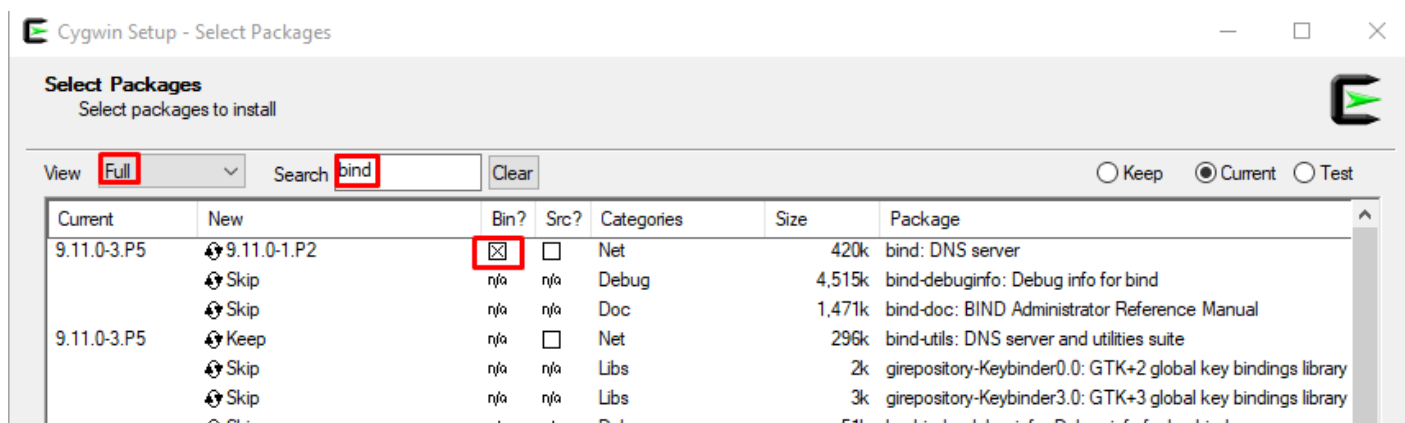 Cygwin Setup - Select Packages
Select Packages
Select packages to install
View Full Search bind Clear Keep Current Test
Current New Bin? Src? Categories Size Package
9.11.0-3.P5 9.11.0-1.P2 Net 420k bind: DNS server
Skip n/a n/a Debug 4,515k bind-debuginfo: Debug info for bind
Skip n/a n/a Doc 1,471k bind-doc: BIND Administrator Reference Manual
9.11.0-3.P5 Keep n/a Net 296k bind-utils: DNS server and utilities suite
Skip n/a n/a Libs 2k girepository-Keybinder0.0: GTK+2 global key bindings library
Skip n/a n/a Libs 3k girepository-Keybinder3.0: GTK+3 global key bindings library